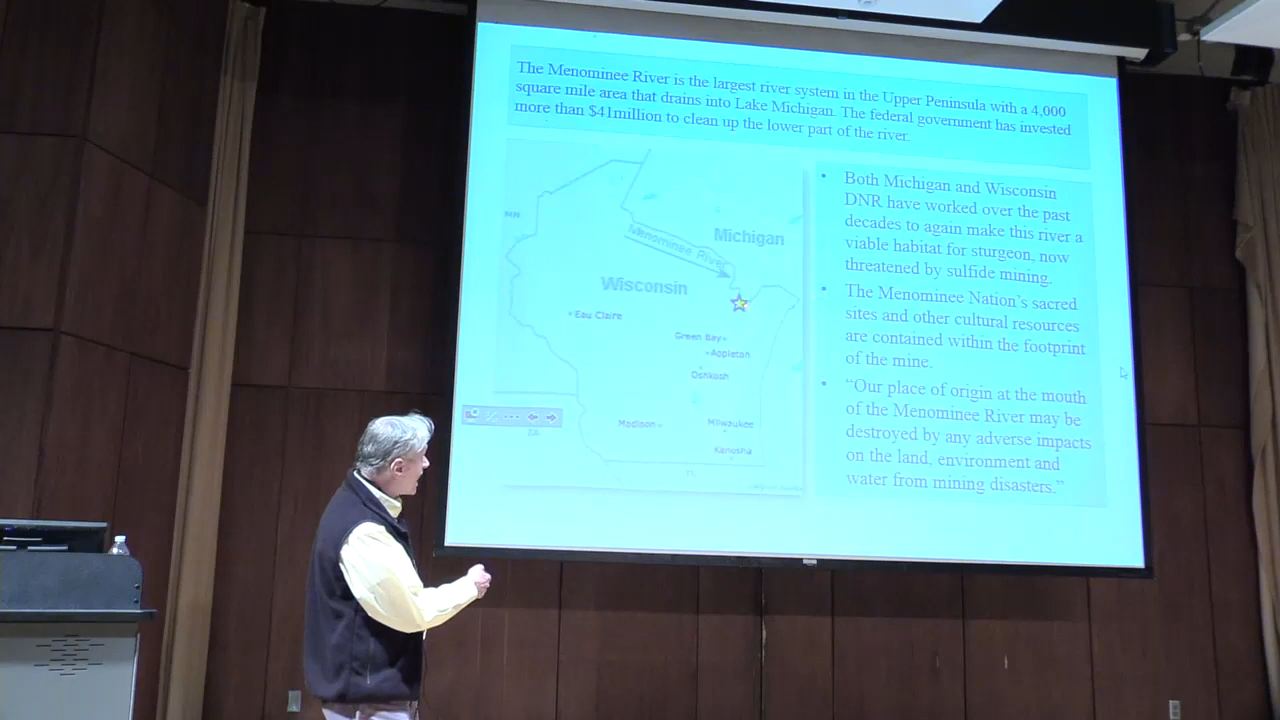 The Menominee River is the largest river system in the Upper Peninsula with a 4,000
square mile area that drains into Lake Michigan. The federal government has invested
more than $41million to clean up the lower part of the river.
MN
Michigan
Menominee River
Wisconsin
Eau Claire
Green Bay
Appleton
Oshkosh
Madison
Milwaukee
Kenosha
• Both Michigan and Wisconsin
DNR have worked over the past
decades to again make this river a
viable habitat for sturgeon, now
threatened by sulfide mining.
• The Menominee Nation’s sacred
sites and other cultural resources
are contained within the footprint
of the mine.
• “Our place of origin at the mouth
of the Menominee River may be
destroyed by any adverse impacts
on the land, environment and
water from mining disasters.”